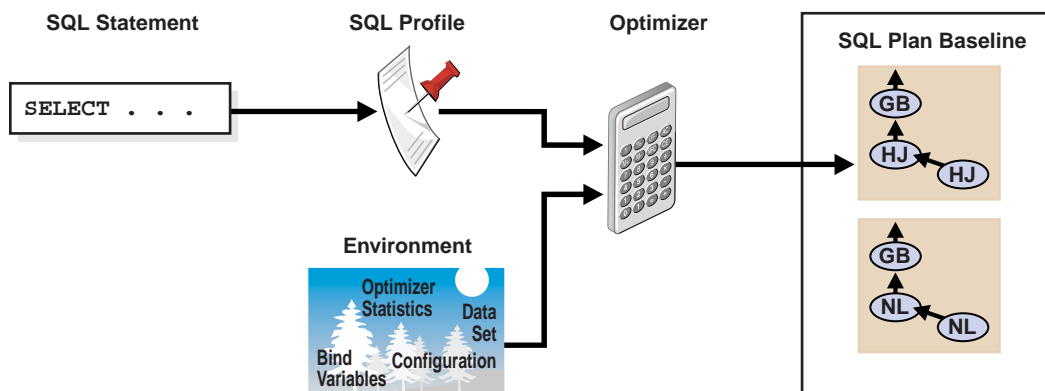 SQL Statement
SQL Profile
Optimizer
SQL Plan Baseline
SELECT . . .
GB
HJ
HJ
Environment
Optimizer
Statistics
Data
Set
Bind
Variables
Configuration
GB
NL
NL